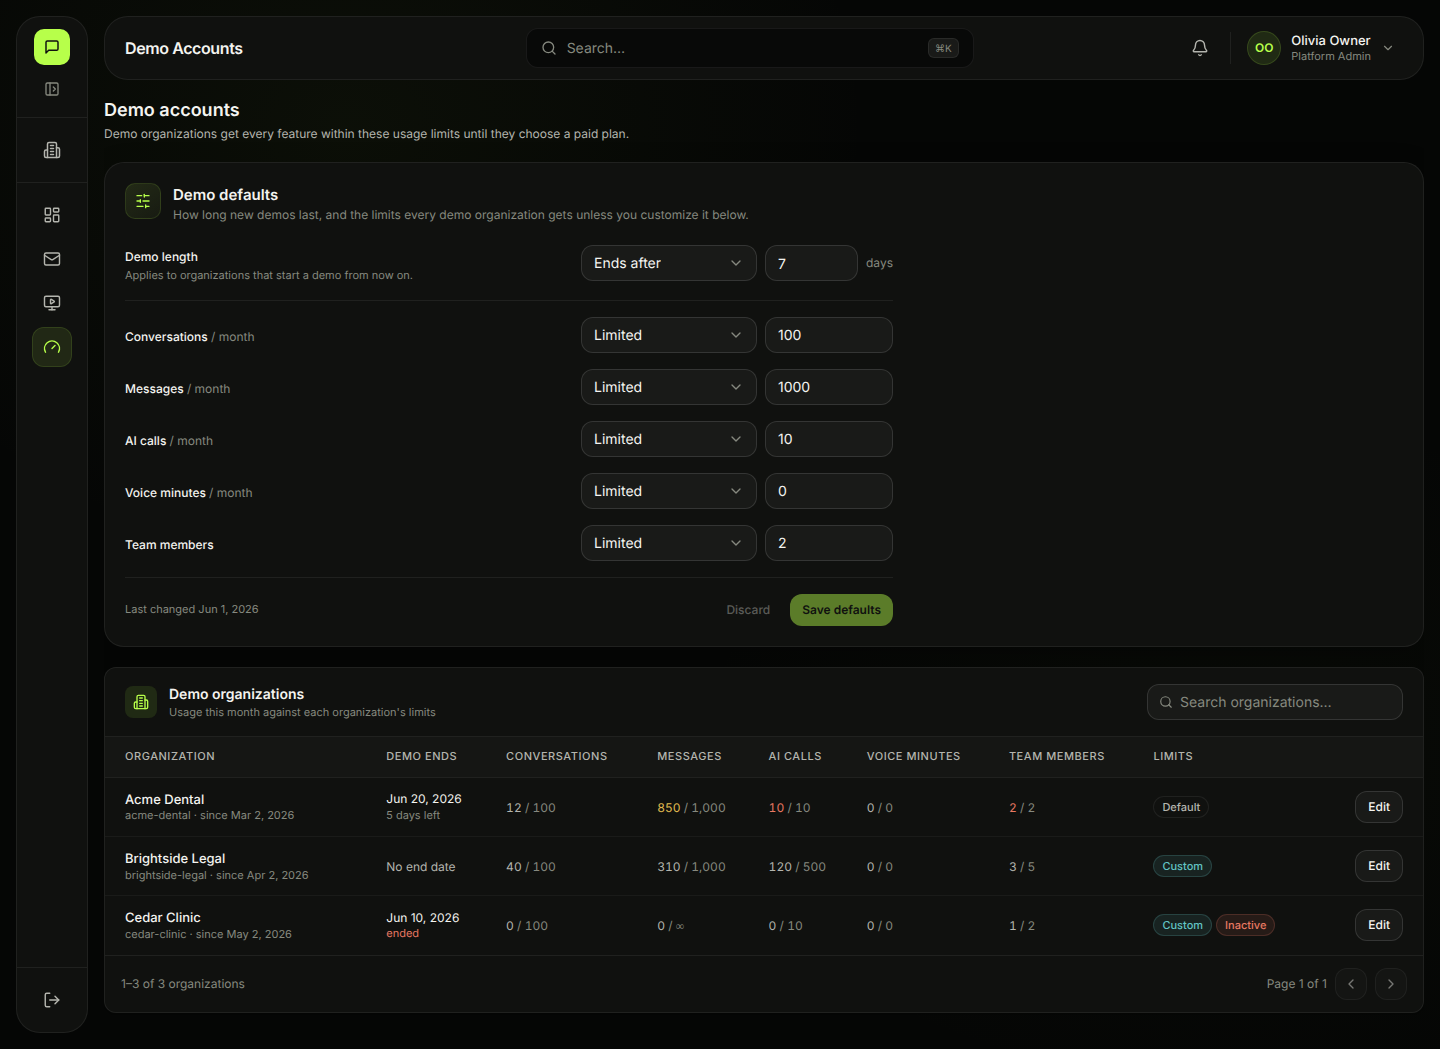 Demo Accounts
Search...
⌘K
OO
Olivia Owner
Platform Admin
Demo accounts
Demo organizations get every feature within these usage limits until they choose a paid plan.
Demo defaults
How long new demos last, and the limits every demo organization gets unless you customize it below.
Demo length
Applies to organizations that start a demo from now on.
Ends after
7
days
Conversations / month
Limited
100
Messages / month
Limited
1000
AI calls / month
Limited
10
Voice minutes / month
Limited
0
Team members
Limited
2
Last changed Jun 1, 2026
Discard
Save defaults
Demo organizations
Usage this month against each organization's limits
Search organizations...
ORGANIZATION DEMO ENDS CONVERSATIONS MESSAGES AI CALLS VOICE MINUTES TEAM MEMBERS LIMITS
Acme Dental
acme-dental · since Mar 2, 2026
Jun 20, 2026
5 days left
12 / 100
850 / 1,000
10 / 10
0 / 0
2 / 2
Default
Edit
Brightside Legal
brightside-legal · since Apr 2, 2026
No end date
40 / 100
310 / 1,000
120 / 500
0 / 0
3 / 5
Custom
Edit
Cedar Clinic
cedar-clinic · since May 2, 2026
Jun 10, 2026
ended
0 / 100
0 / ∞
0 / 10
0 / 0
1 / 2
Custom
Inactive
Edit
1–3 of 3 organizations
Page 1 of 1